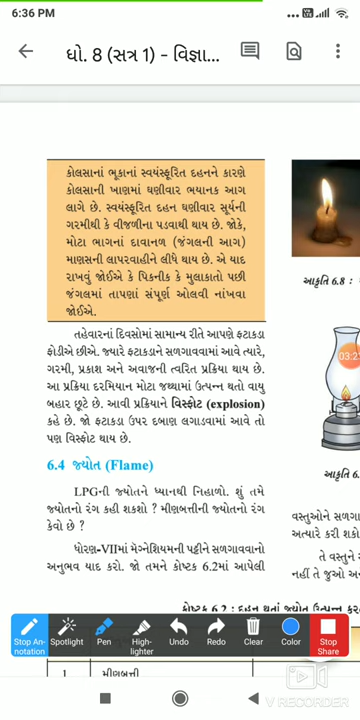 6:36 PM
ધો. 8 (સત્ર 1) - વિજ્ઞા...
કોલસાનાં ભૂકાનાં સ્વયંસ્ફૂરિત દહનને કારણે
કોલસાની ખાણમાં ઘણીવાર ભયાનક આગ
લાગે છે. સ્વયંસ્ફૂરિત દહન ઘણીવાર સૂર્યની
ગરમીથી કે વીજળીના પડવાથી થાય છે. જોકે,
મોટા ભાગનાં દાવાનળ (જંગલની આગ)
માણસની લાપરવાહીને લીધે થાય છે. એ યાદ
રાખવું જોઈએ કે પિકનીક કે મુલાકાતો પછી
જંગલમાં તાપણાં સંપૂર્ણ ઓલવી નાંખવા
જોઈએ.
આકૃતિ 6.8 :
તહેવારનાં દિવસોમાં સામાન્ય રીતે આપણે ફટાકડા
ફોડીએ છીએ. જ્યારે ફટાકડાને સળગાવવામાં આવે ત્યારે,
ગરમી, પ્રકાશ અને અવાજની ત્વરિત પ્રક્રિયા થાય છે.
આ પ્રક્રિયા દરમિયાન મોટા જથ્થામાં ઉત્પન્ન થતો વાયુ
બહાર છૂટે છે. આવી પ્રક્રિયાને વિસ્ફોટ (explosion)
કહે છે. જો ફટાકડા ઉપર દબાણ લગાડવામાં આવે તો
પણ વિસ્ફોટ થાય છે.
6.4 જ્યોત (Flame)
LPGની જ્યોતને ધ્યાનથી નિહાળો. શું તમે
જ્યોતનો રંગ કહી શકશો ? મીણબત્તીની જ્યોતનો રંગ
કેવો છે ?
ધોરણ-VIIમાં મેગ્નેશિયમની પટ્ટીને સળગાવવાનો
અનુભવ યાદ કરો. જો તમને કોષ્ટક 6.2માં આપેલી
આકૃતિ 6.
વસ્તુઓને સળગા
અત્યારે કરી શકો
તે વસ્તુને
નહીં તે જુઓ અ
કોષ્ટક 6.2 : દહન થતાં જ્યોત ઉત્પન્ન કર
Stop An-
notation
Spotlight
Pen
High-
lighter
Undo
Redo
Clear
Color
Stop
Share
1 મીણબત્તી
V RECORDER